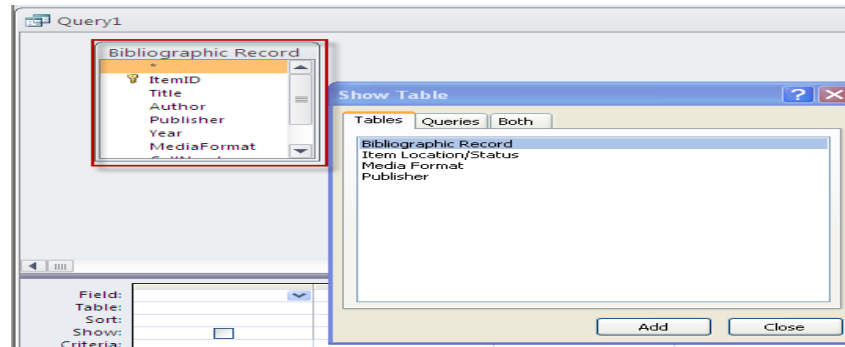 Query1
Bibliographic Record
*
ItemID
Title
Author
Publisher
Year
MediaFormat
Show Table
?
Tables Queries Both
Bibliographic Record
Item Location/Status
Media Format
Publisher
Add Close
Field:
Table:
Sort:
Show:
Criteria: